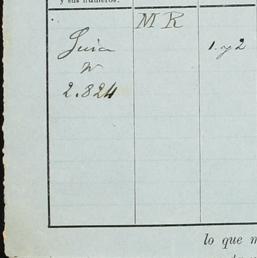 y sus números.
M R
Guia 1. y 2
nº
2.824
lo que m